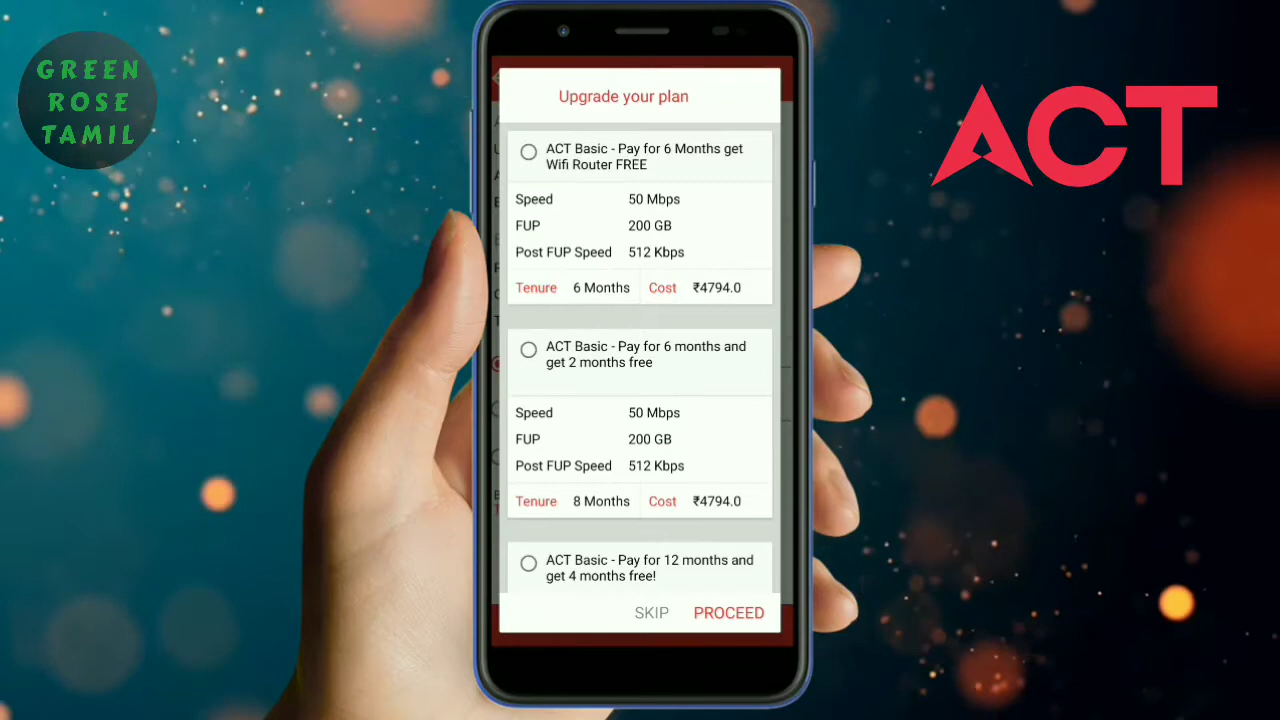 GREEN
ROSE
TAMIL
ACT
Upgrade your plan
ACT Basic - Pay for 6 Months get
Wifi Router FREE
Speed 50 Mbps
FUP 200 GB
Post FUP Speed 512 Kbps
Tenure 6 Months Cost ₹4794.0
ACT Basic - Pay for 6 months and
get 2 months free
Speed 50 Mbps
FUP 200 GB
Post FUP Speed 512 Kbps
Tenure 8 Months Cost ₹4794.0
ACT Basic - Pay for 12 months and
get 4 months free!
SKIP PROCEED